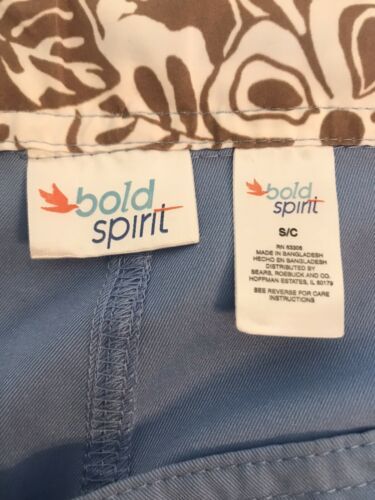 bold
spirit
bold
spirit
S/C
RN 53305
MADE IN BANGLADESH
HECHO EN BANGLADESH
DISTRIBUTED BY
SEARS, ROEBUCK AND CO.
HOFFMAN ESTATES, IL 60179
SEE REVERSE FOR CARE
INSTRUCTIONS